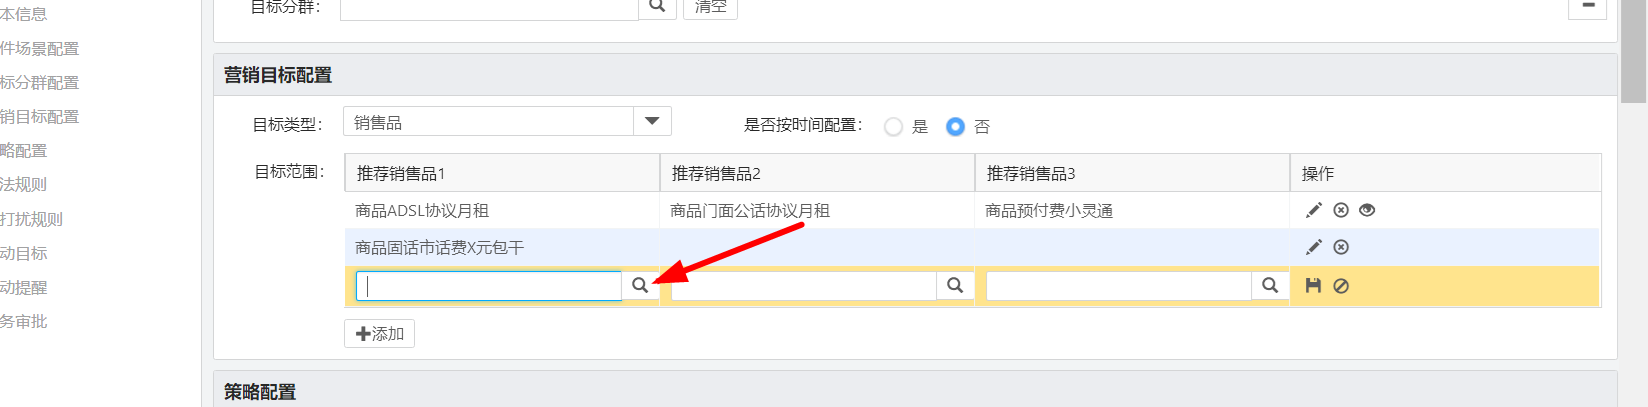 目标分群： 清空
本信息
件场景配置
标分群配置
销目标配置
略配置
法规则
打扰规则
动目标
动提醒
务审批
营销目标配置
目标类型： 销售品 是否按时间配置： 是 否
目标范围： 推荐销售品1 推荐销售品2 推荐销售品3 操作
商品ADSL协议月租 商品门面公话协议月租 商品预付费小灵通
商品固话市话费X元包干
添加
策略配置